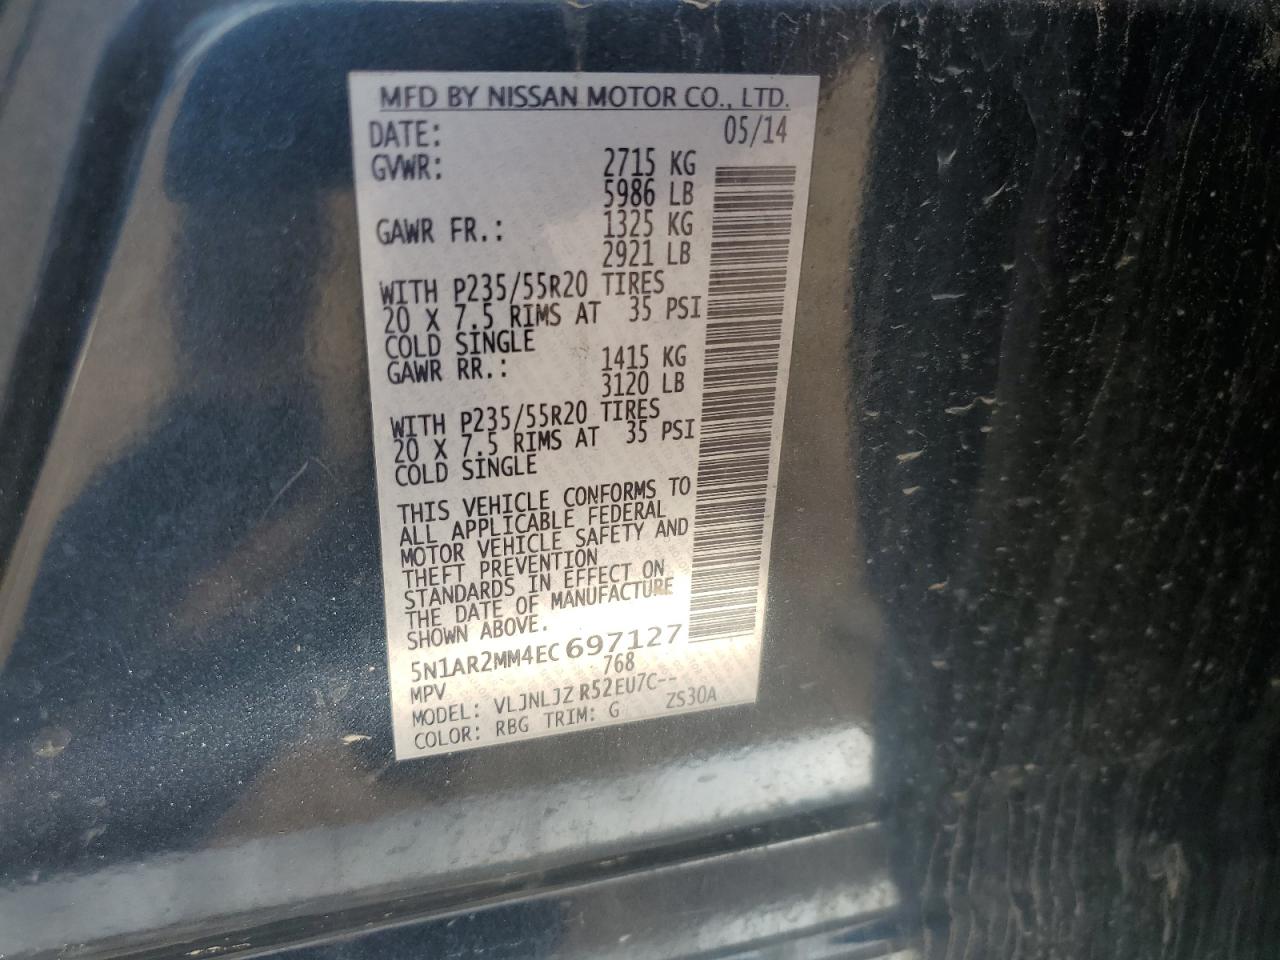 MFD BY NISSAN MOTOR CO., LTD.
DATE: 05/14
GVWR: 2715 KG
5986 LB
GAWR FR.: 1325 KG
2921 LB
WITH P235/55R20 TIRES
20 X 7.5 RIMS AT 35 PSI
COLD SINGLE
GAWR RR.: 1415 KG
3120 LB
WITH P235/55R20 TIRES
20 X 7.5 RIMS AT 35 PSI
COLD SINGLE
THIS VEHICLE CONFORMS TO
ALL APPLICABLE FEDERAL
MOTOR VEHICLE SAFETY AND
THEFT PREVENTION
STANDARDS IN EFFECT ON
THE DATE OF MANUFACTURE
SHOWN ABOVE.
5N1AR2MM4EC697127
MPV 768
MODEL: VLJNLJZ R52EU7C--
COLOR: RBG TRIM: G ZS30A